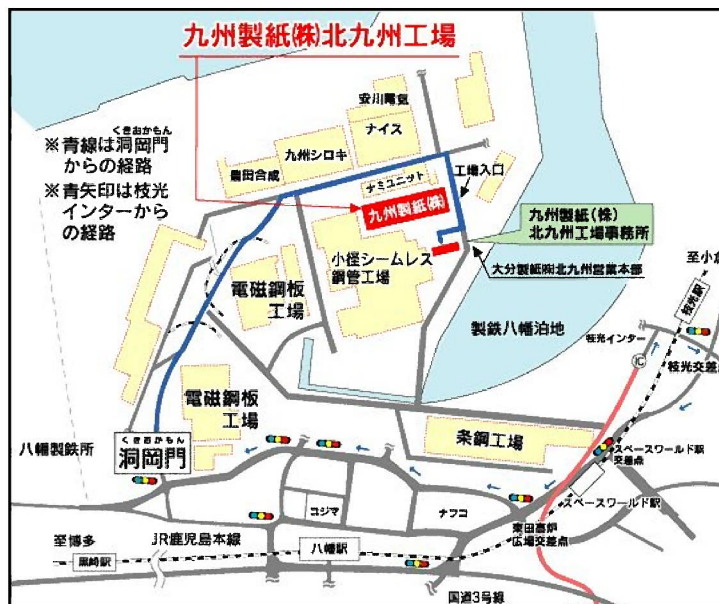 九州製紙㈱北九州工場
※青線は洞岡門
くきおかもん
からの経路
※青矢印は枝光
インターから
の経路
安川電気
ナイス
九州シロキ
豊田合成
ナミユニット
工場入口
九州製紙㈱
九州製紙(株)
北九州工場事務所
大分製紙㈱北九州営業本部
小径シームレス
鋼管工場
電磁鋼板
工場
製鉄八幡泊地
至小倉
枝光駅
枝光インター
IC
枝光交差点
電磁鋼板
工場
条鋼工場
くきおかもん
洞岡門
八幡製鉄所
スペースワールド駅
交差点
スペースワールド駅
コジマ
ナフコ
東田高炉
広場交差点
至博多
JR鹿児島本線
八幡駅
黒崎駅
国道3号線